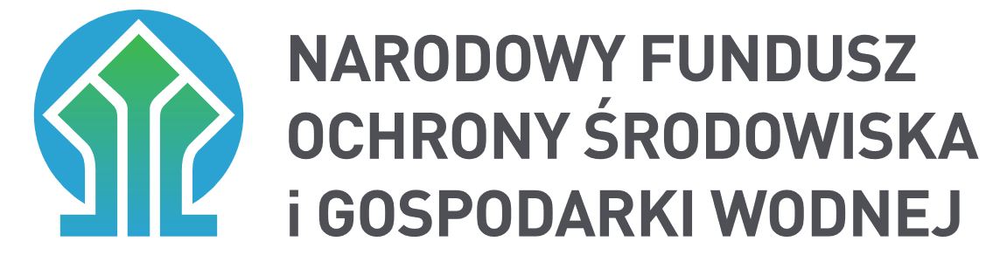 NARODOWY FUNDUSZ
OCHRONY ŚRODOWISKA
i GOSPODARKI WODNEJ